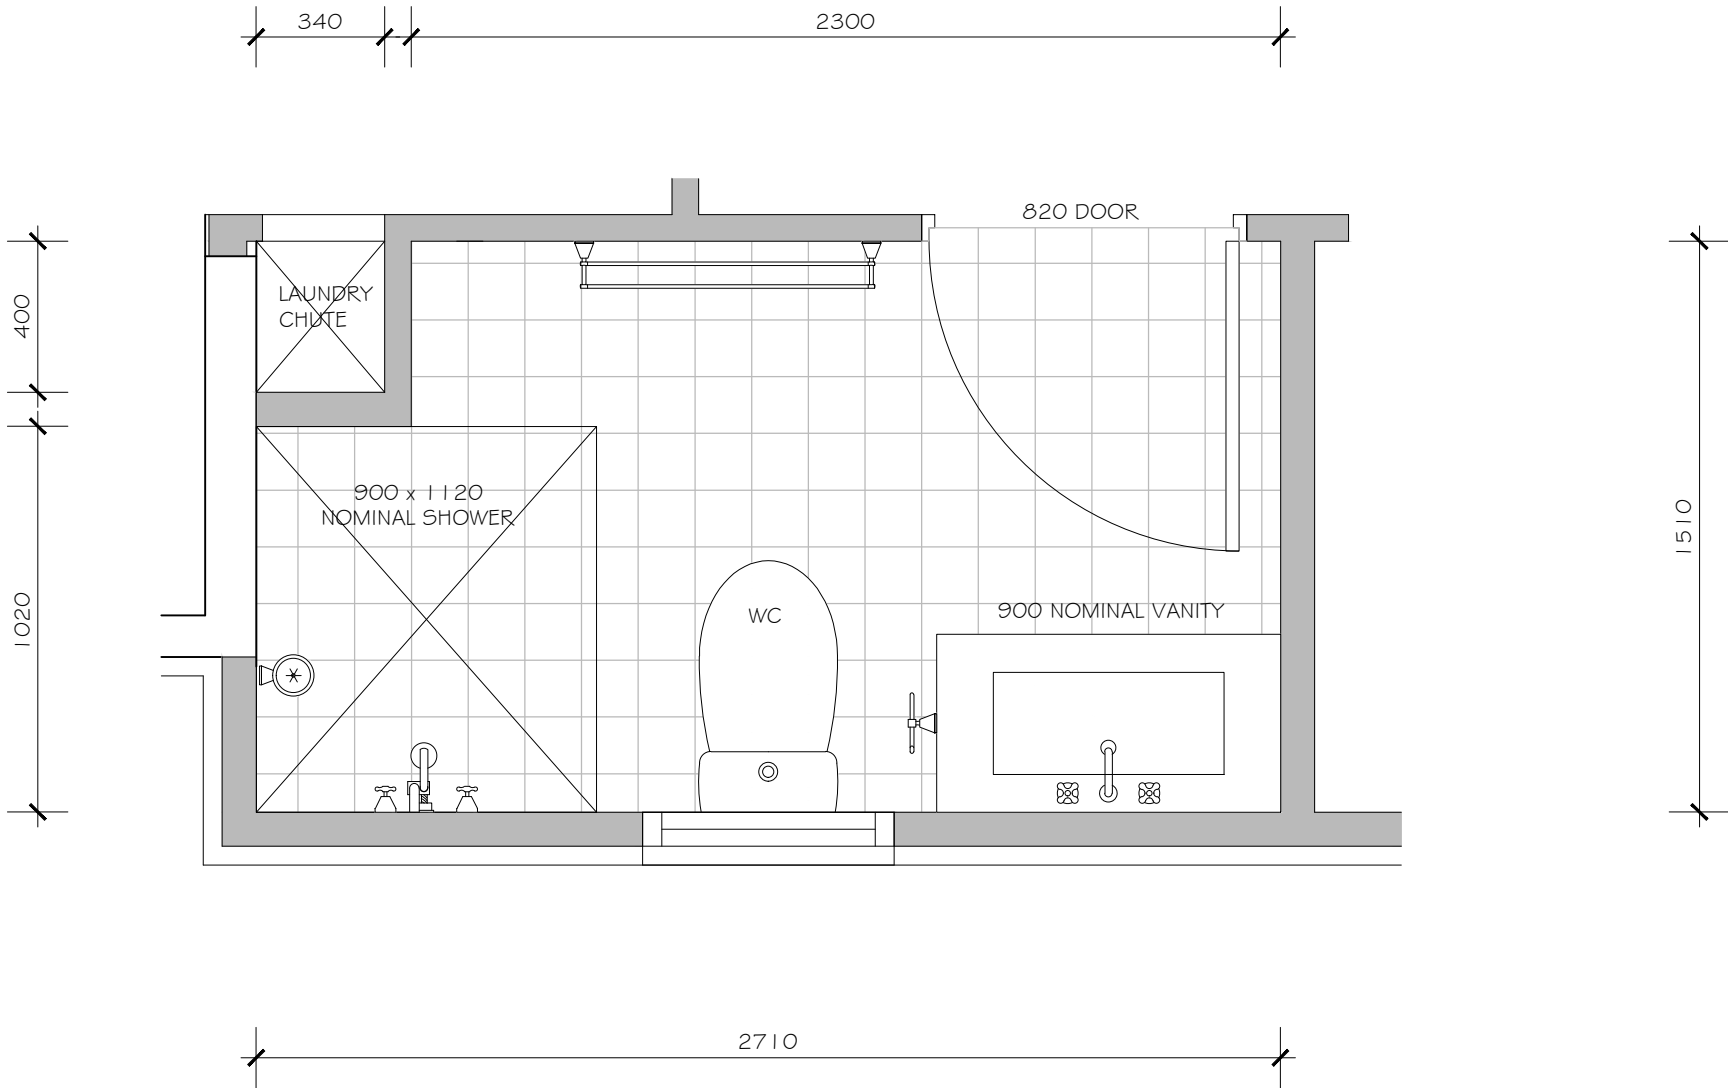 340
2300
820 DOOR
LAUNDRY
CHUTE
400
900 x 1120
NOMINAL SHOWER
1510
1020
WC
900 NOMINAL VANITY
2710